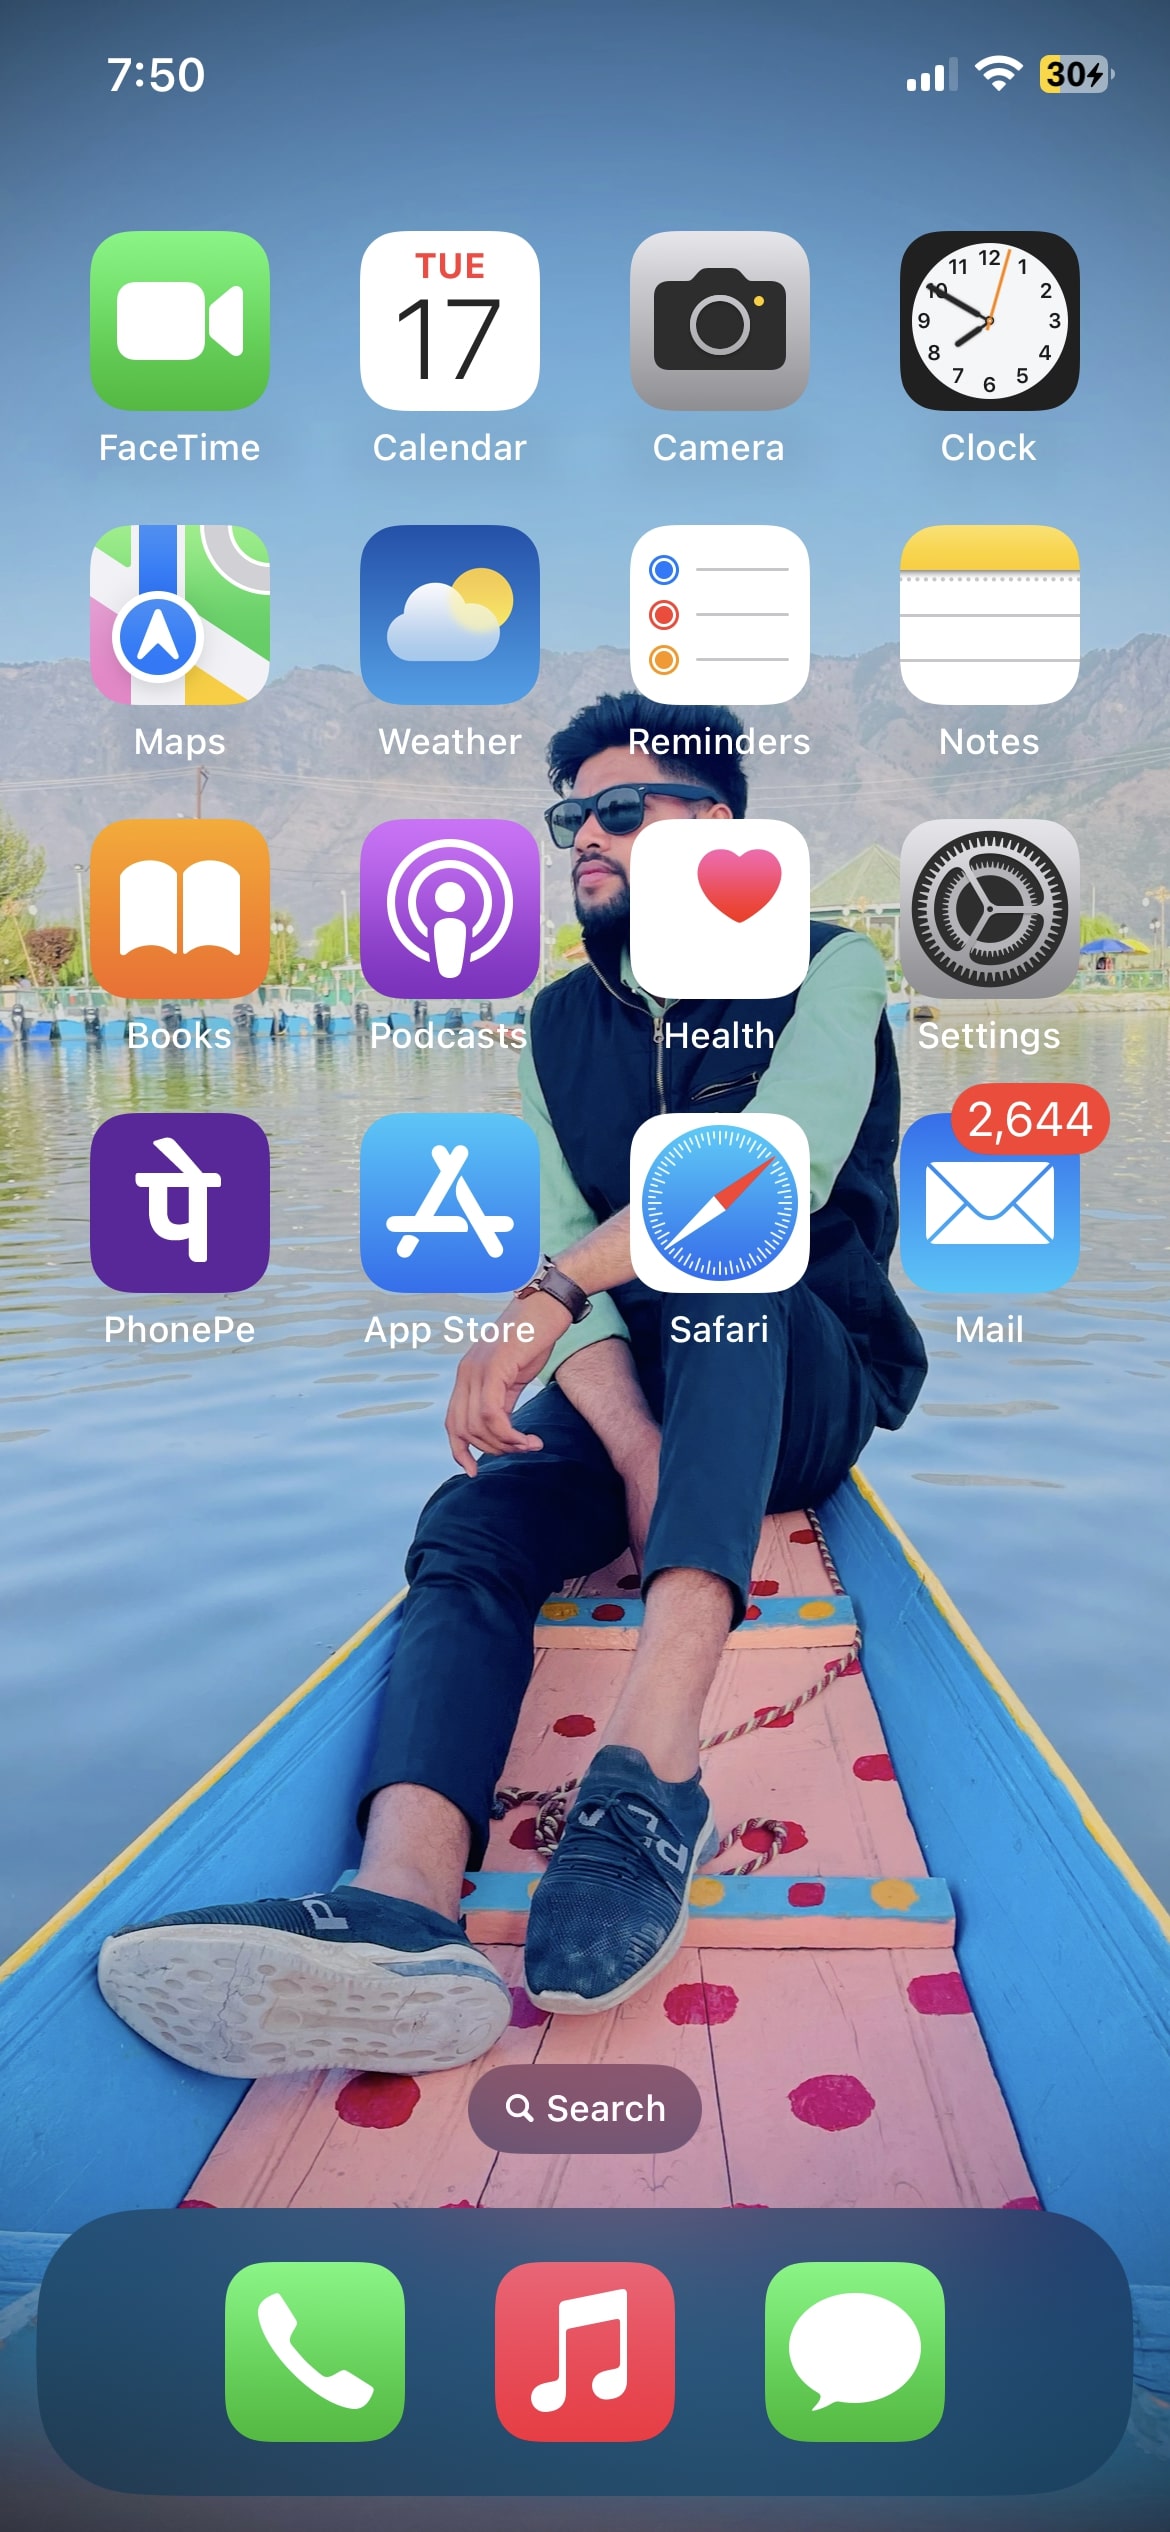 7:50
30
TUE
17
12
11 1
10 2
9 3
8 4
7 5
6
FaceTime Calendar Camera Clock
Maps Weather Reminders Notes
Books Podcasts Health Settings
2,644
पे
PhonePe App Store Safari Mail
Search